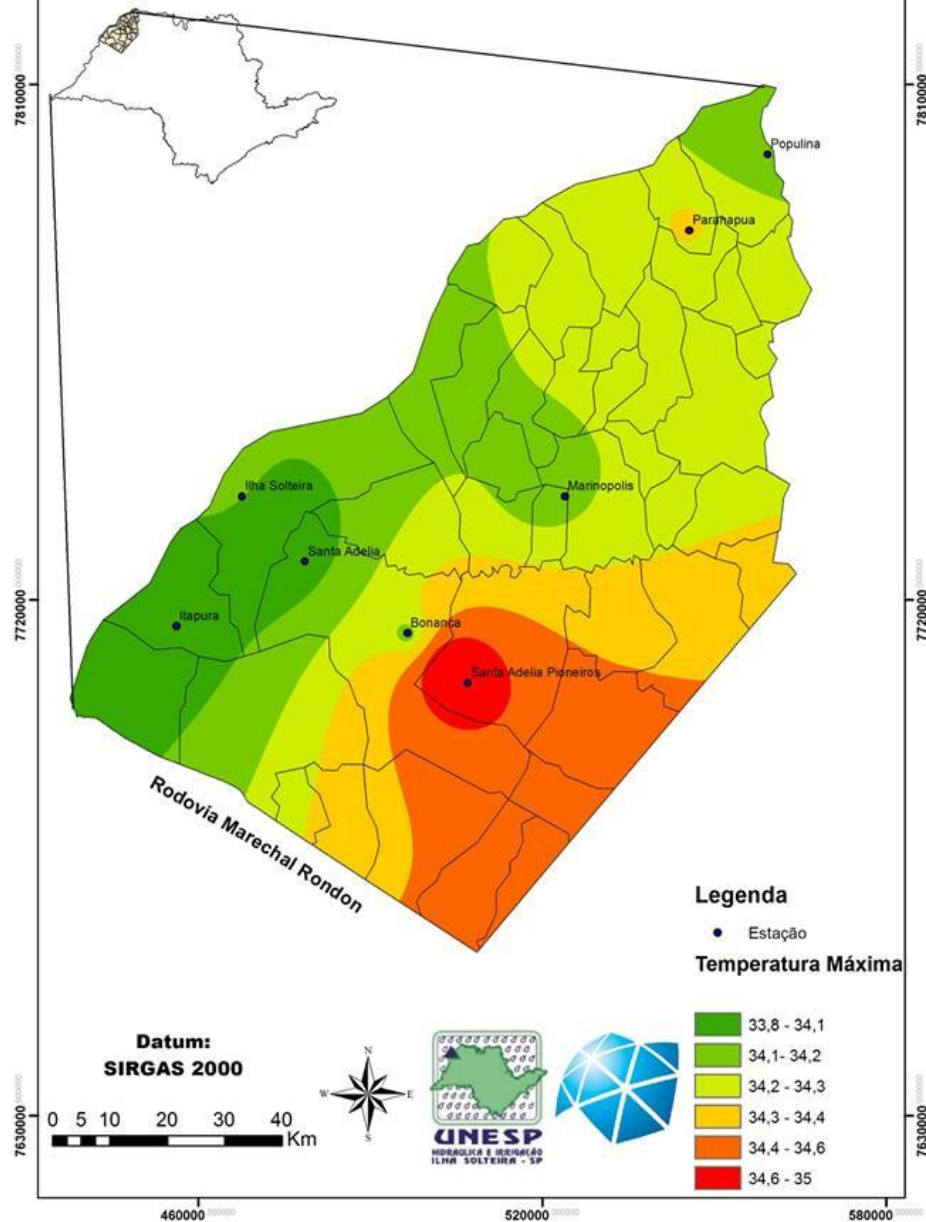 7810000
7810000
Populina
Paranapua
Ilha Solteira
Marinopolis
Santa Adelia
7720000
7720000
Itapura
Bonança
Santa Adelia Pioneiros
Rodovia Marechal Rondon
Legenda
Estação
Temperatura Máxima
33,8 - 34,1
34,1- 34,2
34,2 - 34,3
34,3 - 34,4
34,4 - 34,6
34,6 - 35
Datum:
SIRGAS 2000
N
W E
S
0 5 10 20 30 40
Km
UNESP
HIDRÁULICA E IRRIGAÇÃO
ILHA SOLTEIRA - SP
7630000
7630000
460000 520000 580000